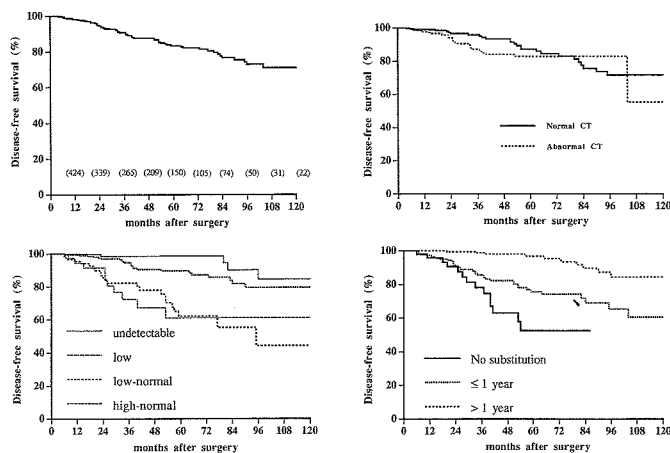 Disease-free survival (%)
100
80
60
40
20
0
(424) (339) (265) (209) (150) (105) (74) (50) (31) (22)
0 12 24 36 48 60 72 84 96 108 120
months after surgery
Disease-free survival (%)
100
80
60
40
20
0
Normal CT
Abnormal CT
0 12 24 36 48 60 72 84 96 108 120
months after surgery
Disease-free survival (%)
100
80
60
40
20
0
undetectable
low
low-normal
high-normal
0 12 24 36 48 60 72 84 96 108 120
months after surgery
Disease-free survival (%)
100
80
60
40
20
0
No substitution
≤ 1 year
> 1 year
0 12 24 36 48 60 72 84 96 108 120
months after surgery